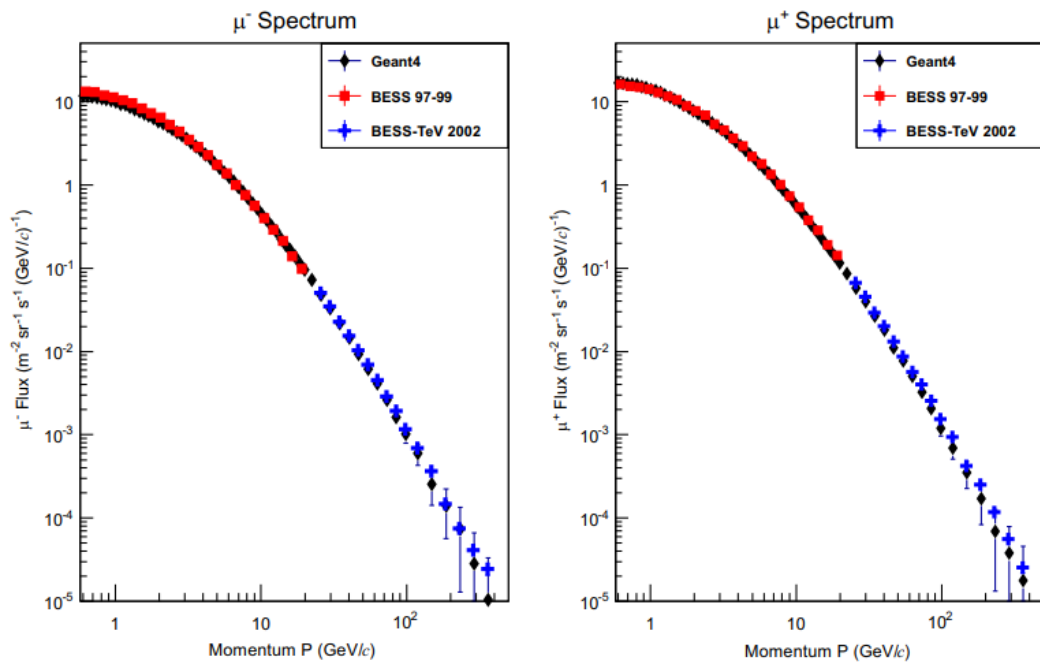 μ⁻ Spectrum
Geant4
BESS 97-99
BESS-TeV 2002
10
1
10⁻¹
10⁻²
10⁻³
10⁻⁴
10⁻⁵
μ⁻ Flux (m⁻² sr⁻¹ s⁻¹ (GeV/c)⁻¹)
1
10
10²
Momentum P (GeV/c)
μ⁺ Spectrum
Geant4
BESS 97-99
BESS-TeV 2002
10
1
10⁻¹
10⁻²
10⁻³
10⁻⁴
10⁻⁵
μ⁺ Flux (m⁻² sr⁻¹ s⁻¹ (GeV/c)⁻¹)
1
10
10²
Momentum P (GeV/c)